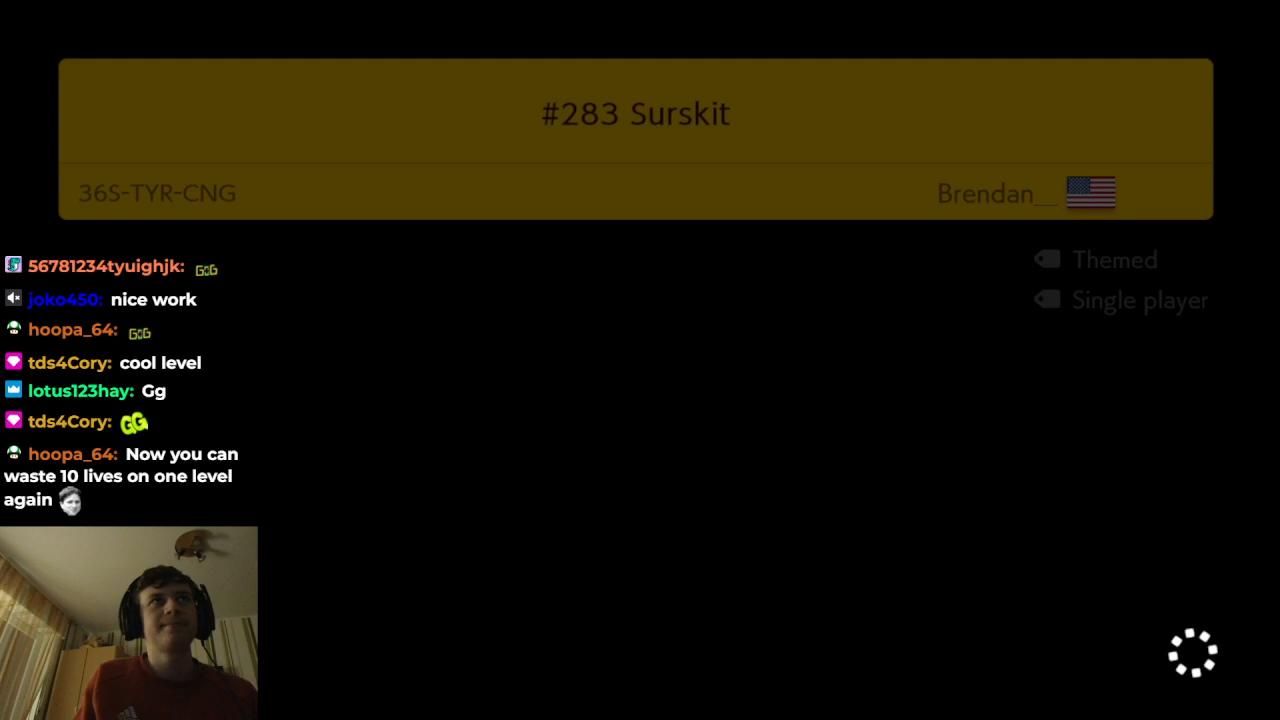 #283 Surskit
36S-TYR-CNG
Brendan__
Themed
Single player
56781234tyuighjk: GG
joko450: nice work
hoopa_64: GG
tds4Cory: cool level
lotus123hay: Gg
tds4Cory: GG
hoopa_64: Now you can
waste 10 lives on one level
again